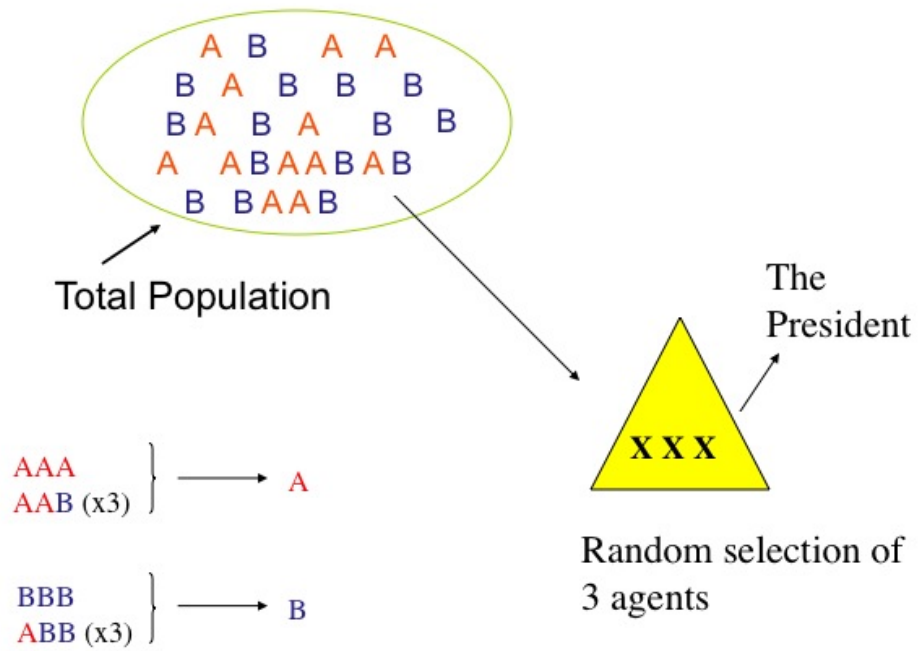 A B A A
B A B B B
B A B A B B
A A B A A B A B
B B A A B
Total Population
The
President
X X X
AAA
AAB (x3)
A
Random selection of
3 agents
BBB
ABB (x3)
B